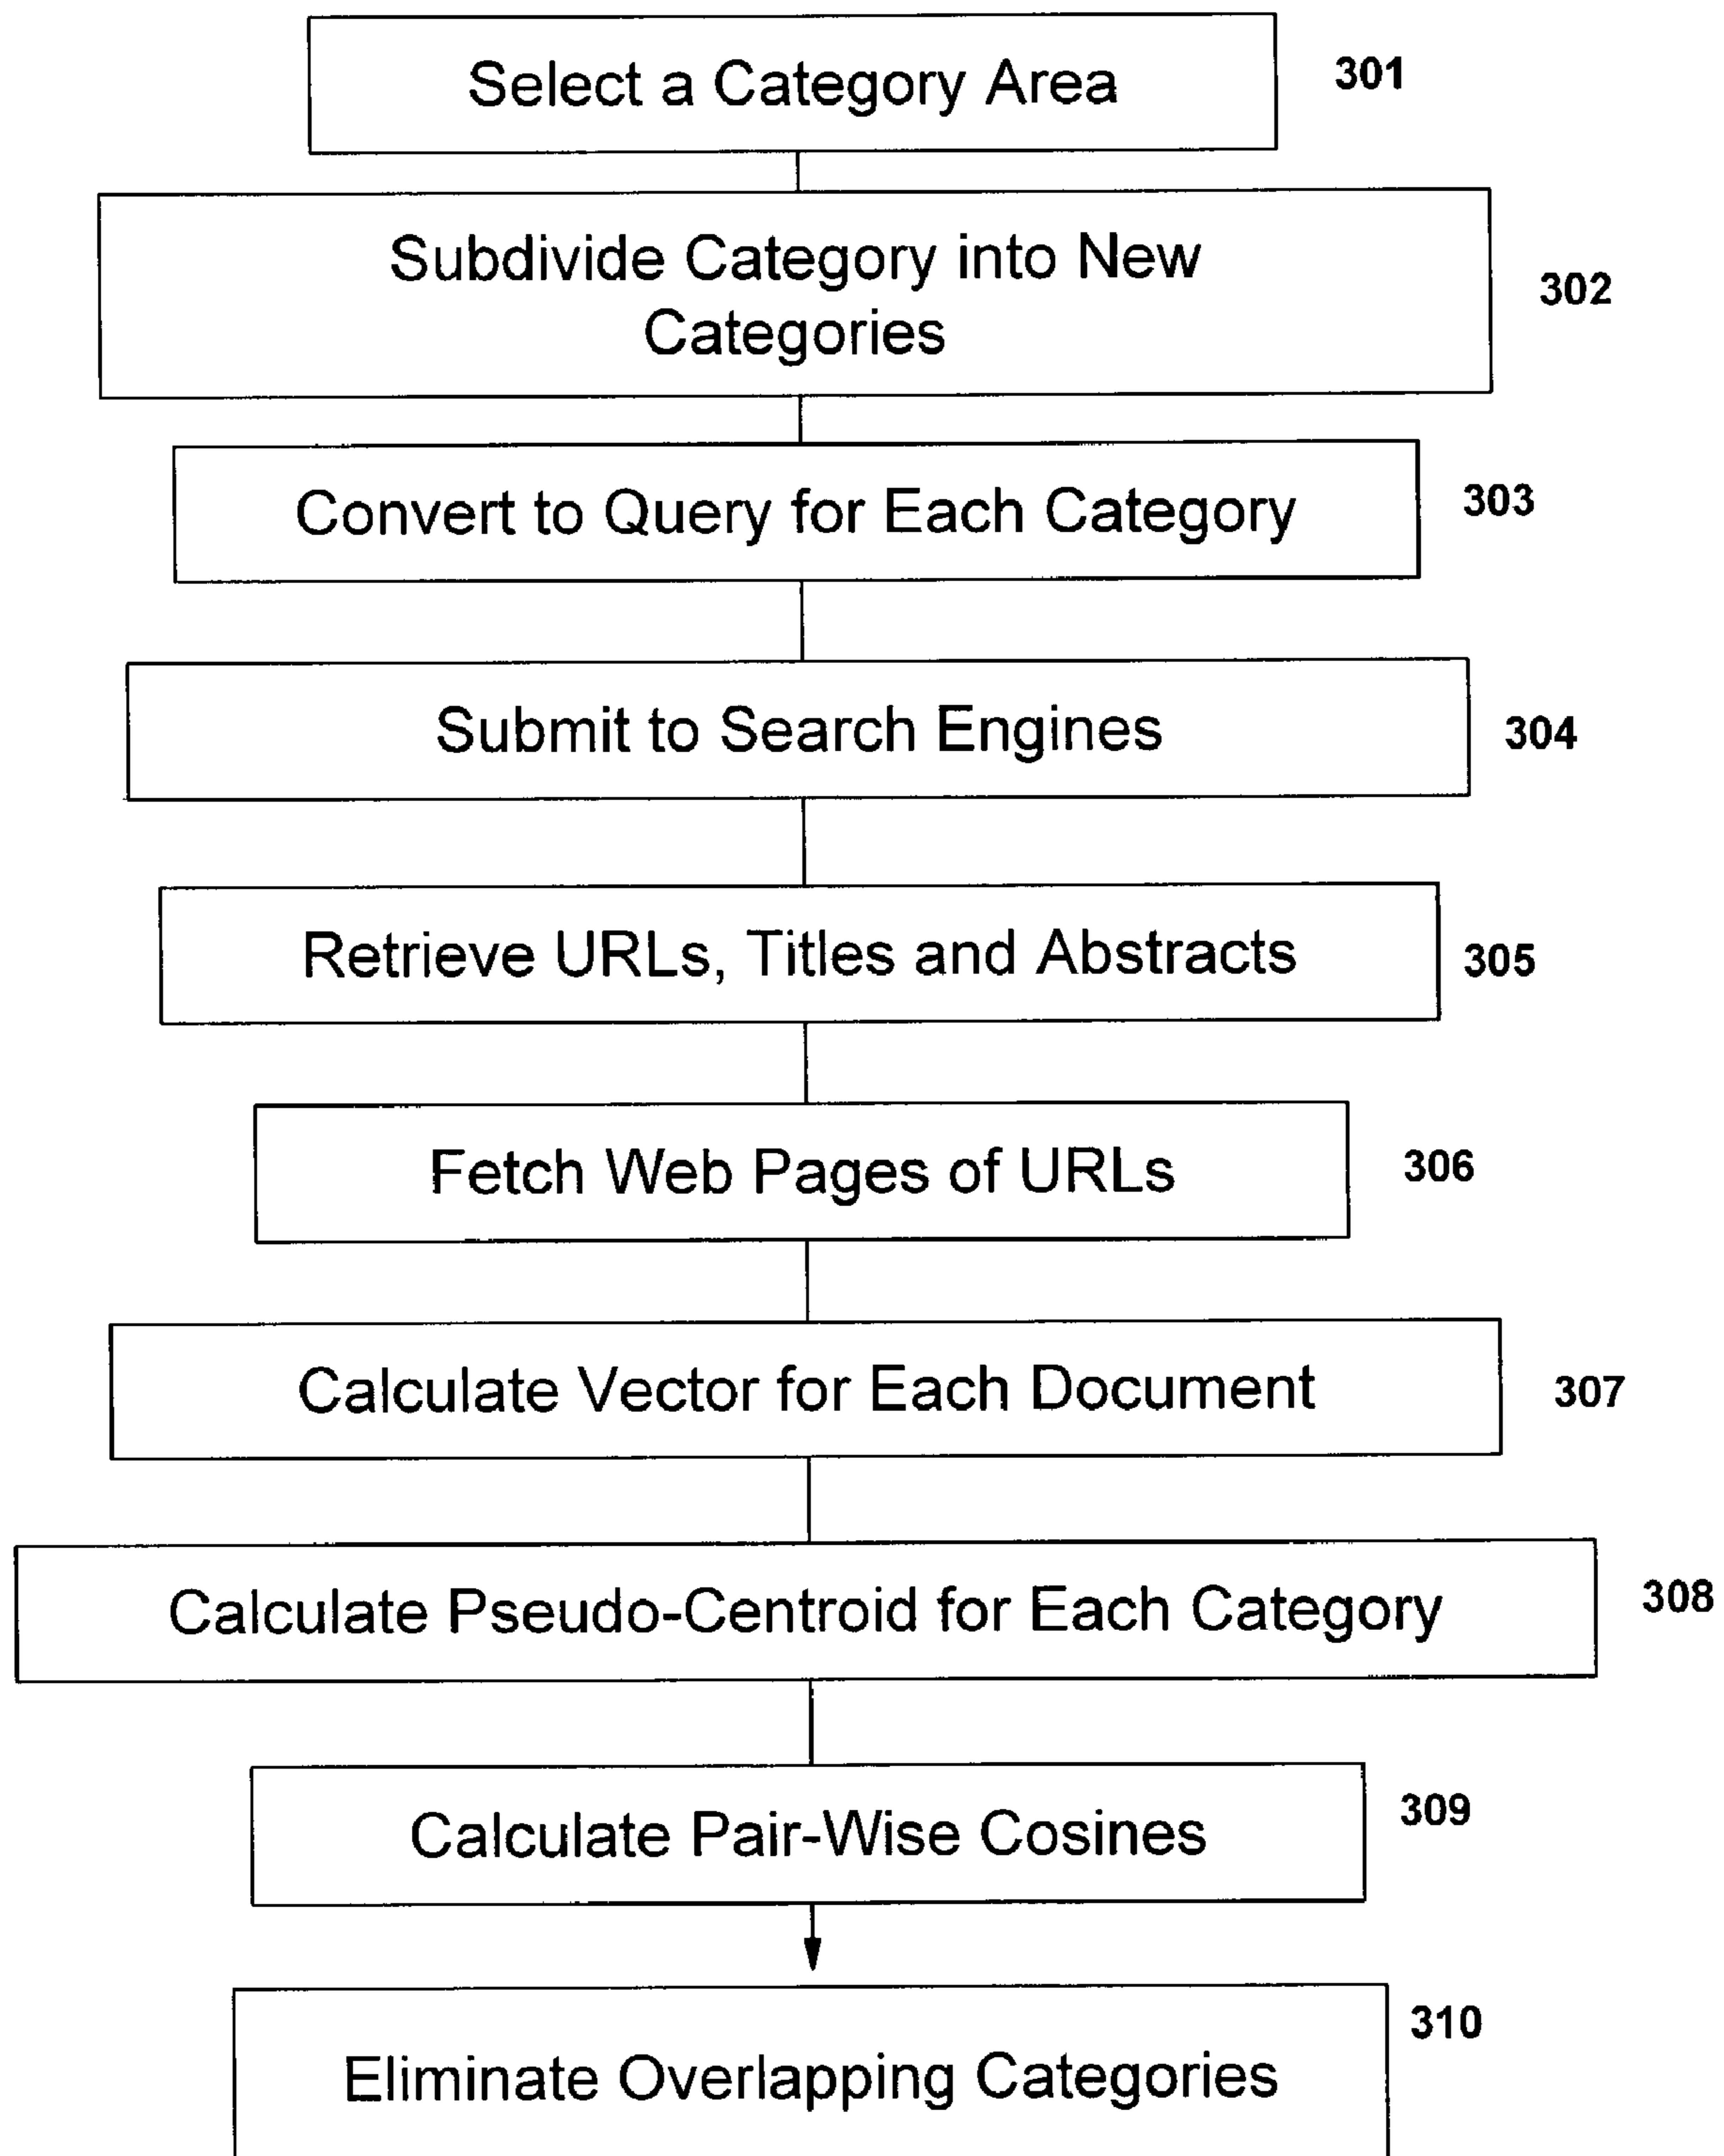 Select a Category Area
301
Subdivide Category into New
Categories
302
Convert to Query for Each Category
303
Submit to Search Engines
304
Retrieve URLs, Titles and Abstracts
305
Fetch Web Pages of URLs
306
Calculate Vector for Each Document
307
Calculate Pseudo-Centroid for Each Category
308
Calculate Pair-Wise Cosines
309
Eliminate Overlapping Categories
310